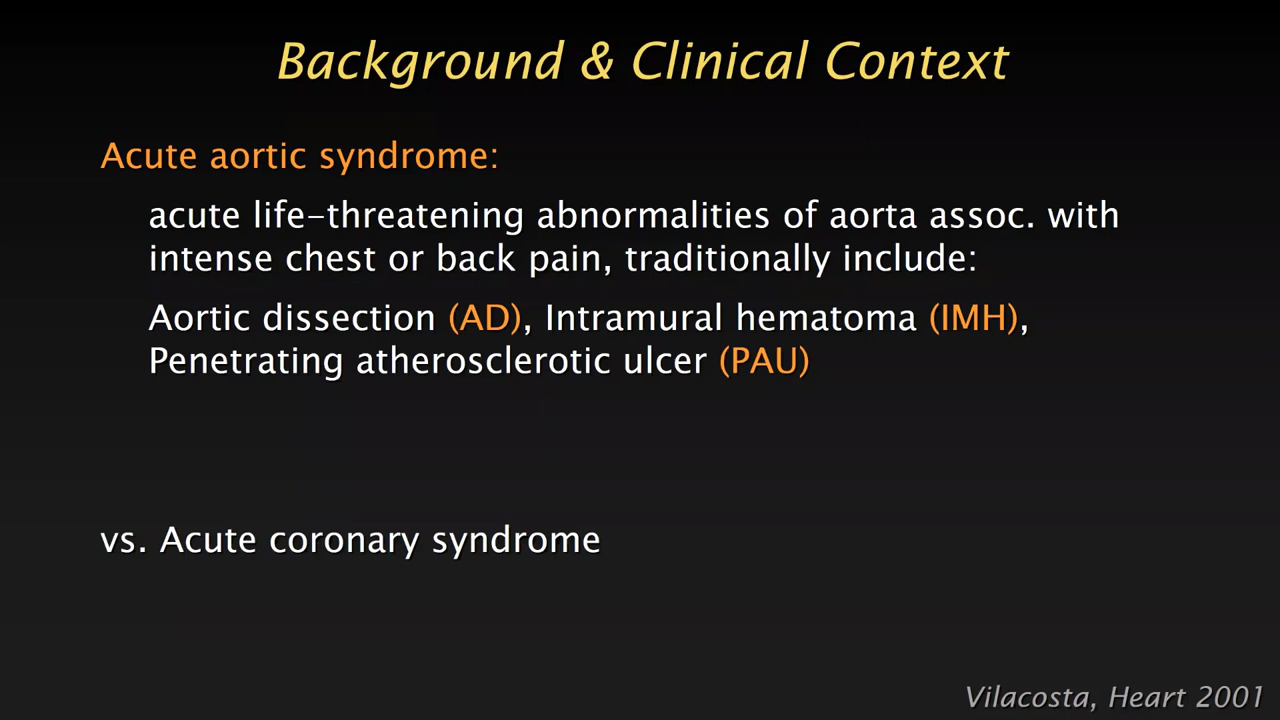 Background & Clinical Context
Acute aortic syndrome:
acute life-threatening abnormalities of aorta assoc. with
intense chest or back pain, traditionally include:
Aortic dissection (AD), Intramural hematoma (IMH),
Penetrating atherosclerotic ulcer (PAU)
vs. Acute coronary syndrome
Vilacosta, Heart 2001